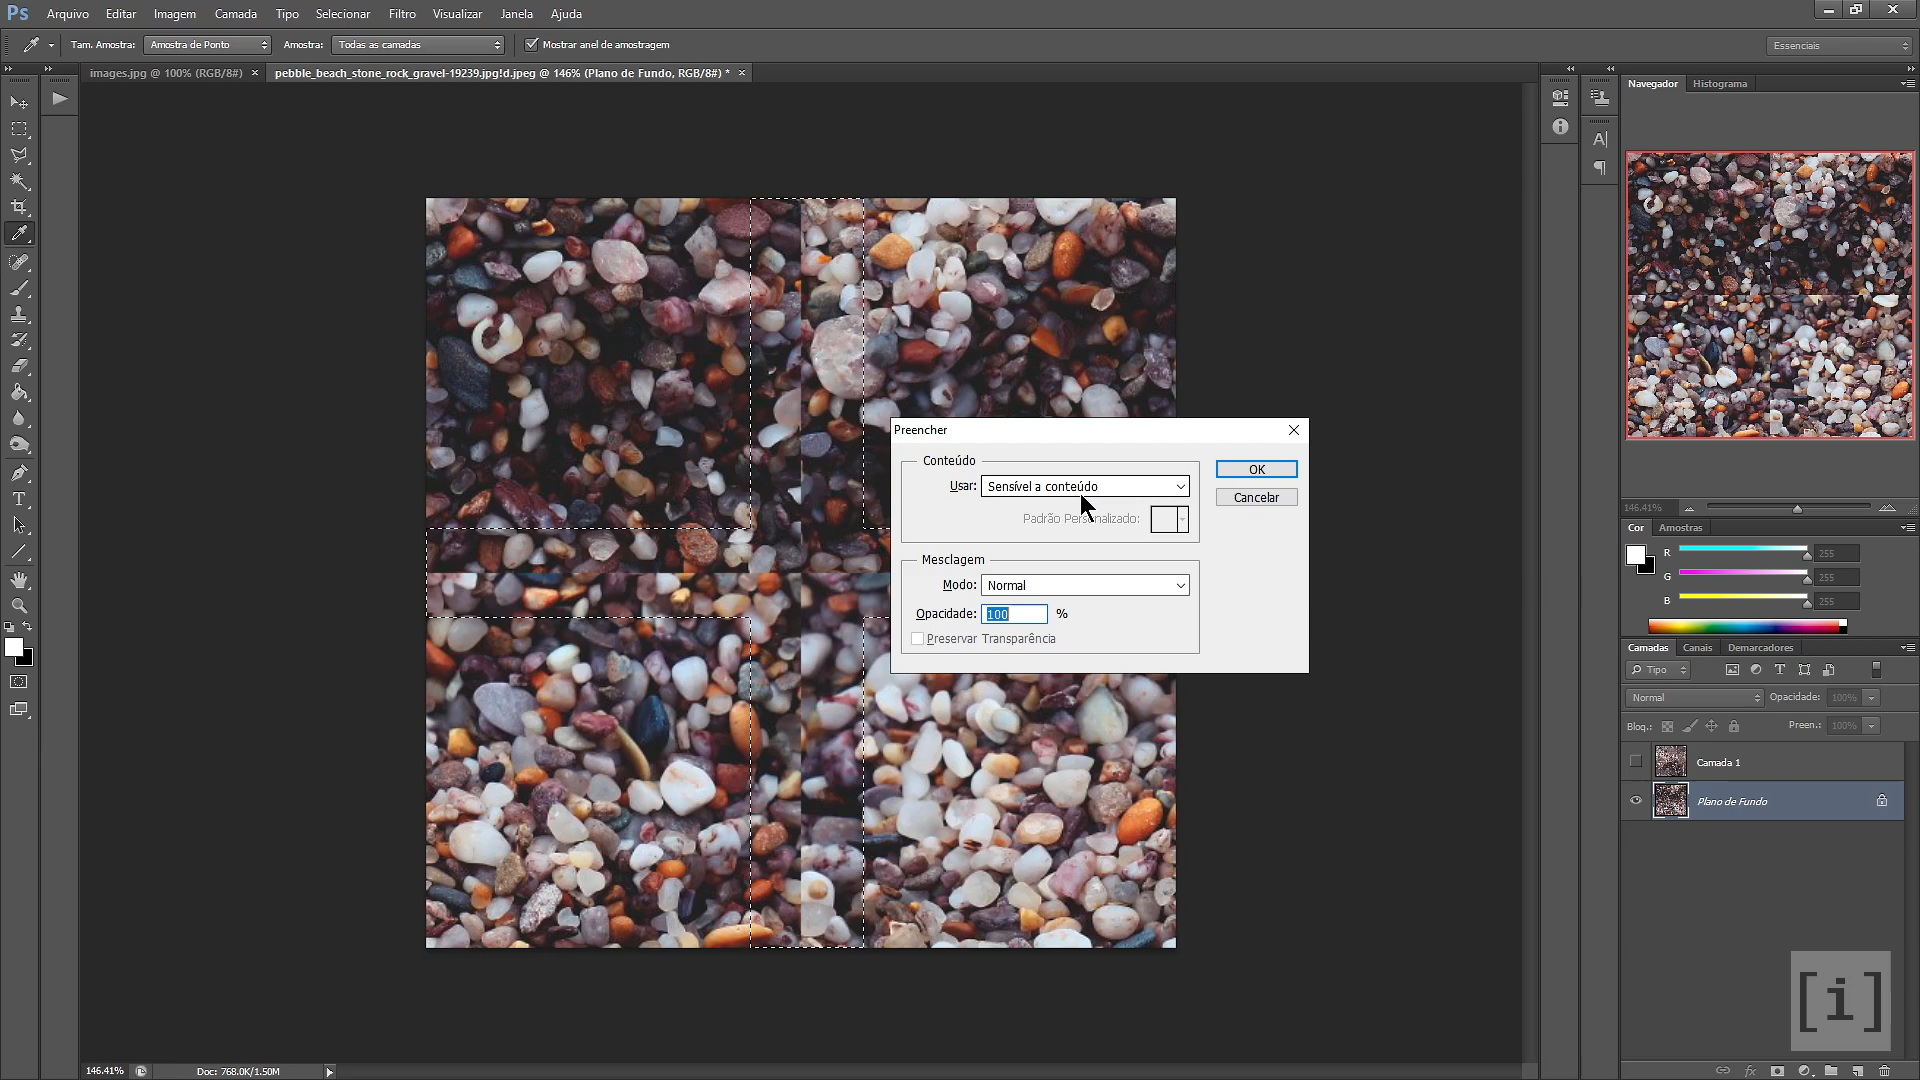 Ps Arquivo Editar Imagem Camada Tipo Selecionar Filtro Visualizar Janela Ajuda
Tam. Amostra: Amostra de Ponto Amostra: Todas as camadas Mostrar anel de amostragem Essenciais
images.jpg @ 100% (RGB/8#) × pebble_beach_stone_rock_gravel-19239.jpg!d.jpeg @ 146% (Plano de Fundo, RGB/8#) * ×
Navegador Histograma
Preencher
Conteúdo
Usar: Sensível a conteúdo
Padrão Personalizado:
OK
Cancelar
Mesclagem
Modo: Normal
Opacidade: 100 %
Preservar Transparência
146.41%
Cor Amostras
R 255
G 255
B 255
Camadas Canais Demarcadores
Tipo
Normal Opacidade: 100%
Bloq.: Preen.: 100%
Camada 1
Plano de Fundo
[i]
146.41% Doc: 768.0K/1.50M